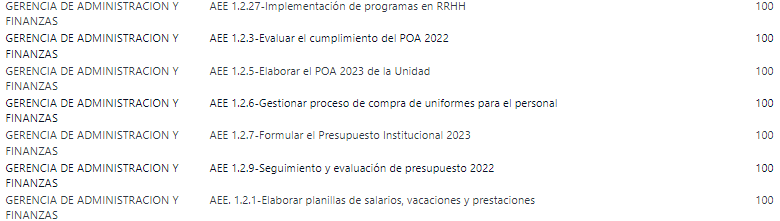 GERENCIA DE ADMINISTRACION Y FINANZAS AEE 1.2.27-Implementación de programas en RRHH 100
GERENCIA DE ADMINISTRACION Y FINANZAS AEE 1.2.3-Evaluar el cumplimiento del POA 2022 100
GERENCIA DE ADMINISTRACION Y FINANZAS AEE 1.2.5-Elaborar el POA 2023 de la Unidad 100
GERENCIA DE ADMINISTRACION Y FINANZAS AEE 1.2.6-Gestionar proceso de compra de uniformes para el personal 100
GERENCIA DE ADMINISTRACION Y FINANZAS AEE 1.2.7-Formular el Presupuesto Institucional 2023 100
GERENCIA DE ADMINISTRACION Y FINANZAS AEE 1.2.9-Seguimiento y evaluación de presupuesto 2022 100
GERENCIA DE ADMINISTRACION Y FINANZAS AEE. 1.2.1-Elaborar planillas de salarios, vacaciones y prestaciones 100